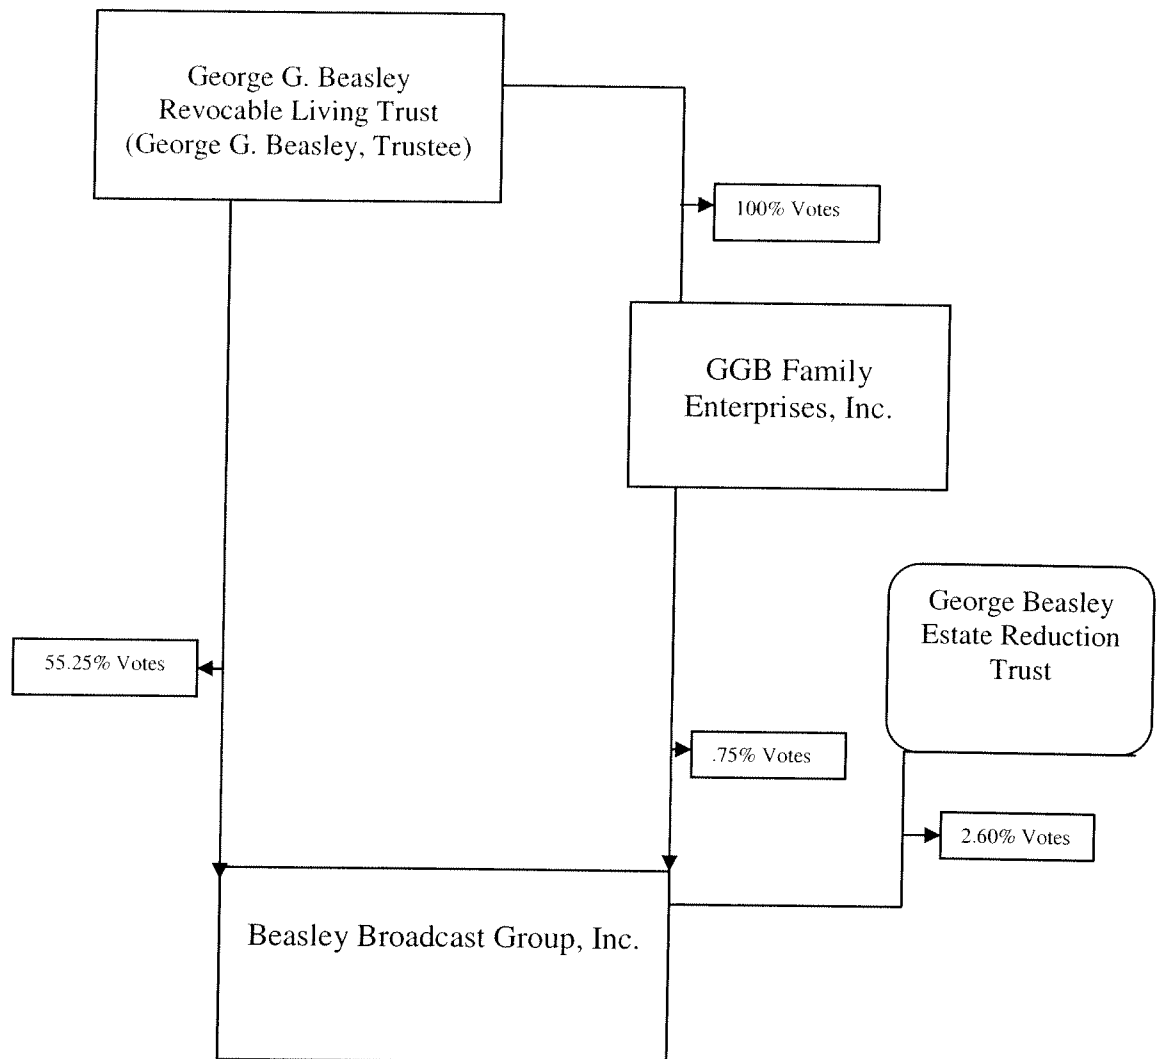 George G. Beasley
Revocable Living Trust
(George G. Beasley, Trustee)
100% Votes
GGB Family
Enterprises, Inc.
George Beasley
Estate Reduction
Trust
55.25% Votes
.75% Votes
2.60% Votes
Beasley Broadcast Group, Inc.